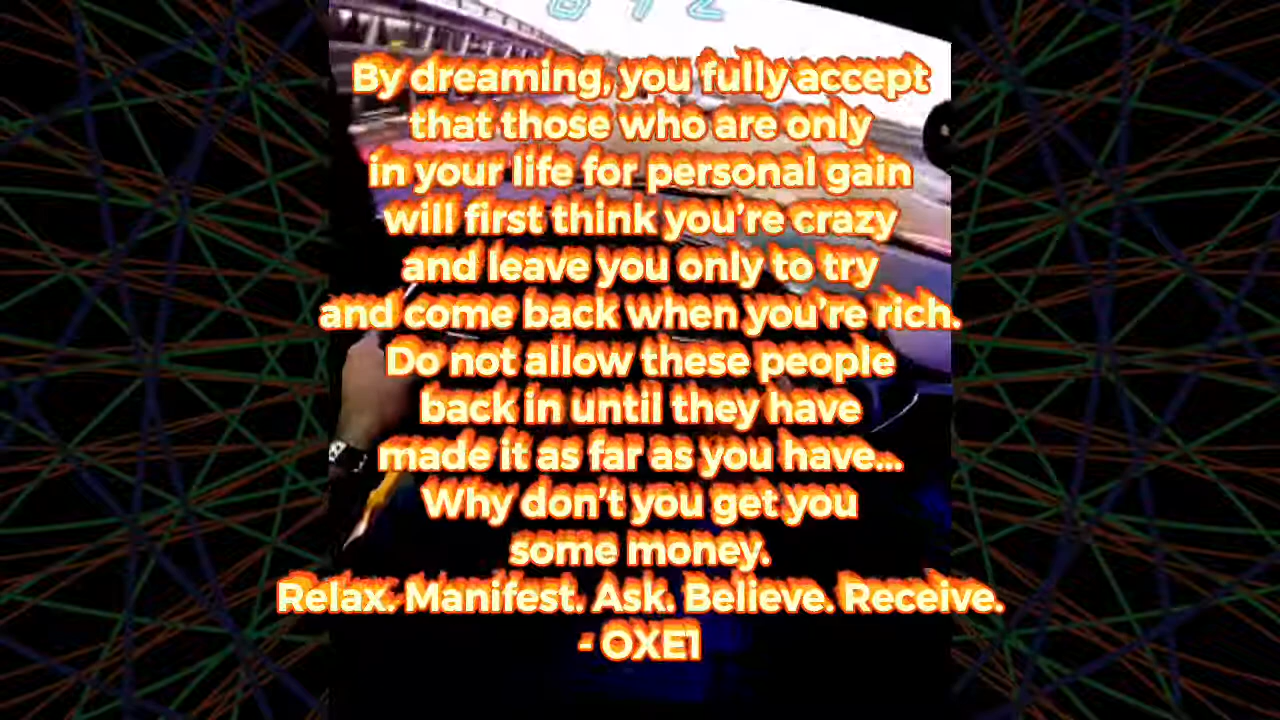 By dreaming, you fully accept
that those who are only
in your life for personal gain
will first think you’re crazy
and leave you only to try
and come back when you’re rich.
Do not allow these people
back in until they have
made it as far as you have...
Why don’t you get you
some money.
Relax. Manifest. Ask. Believe. Receive.
- OXE1